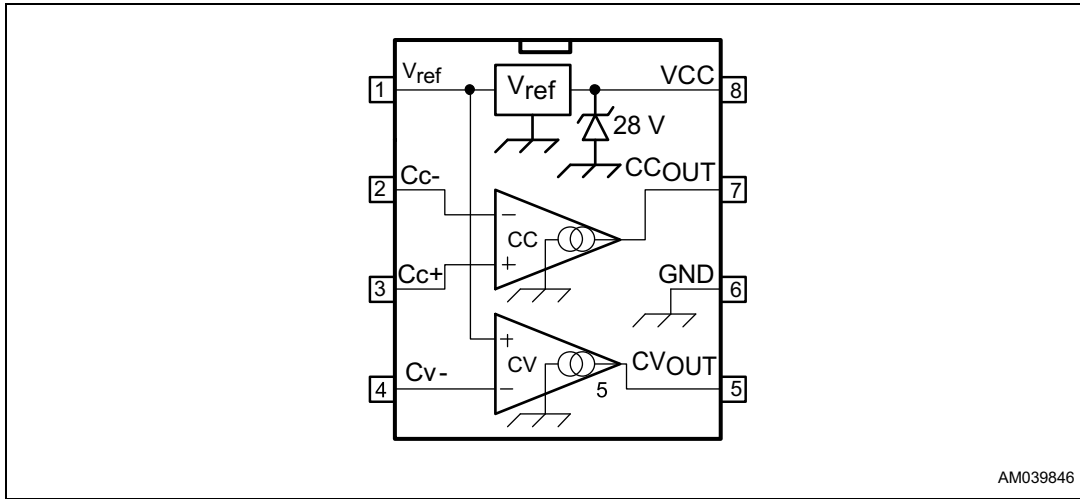 Vref
Vref
VCC
1
8
28 V
Cc-
CCOUT
2
7
−
CC
Cc+
+
GND
3
6
+
Cv-
CV
CVOUT
4
−
5
5
AM039846